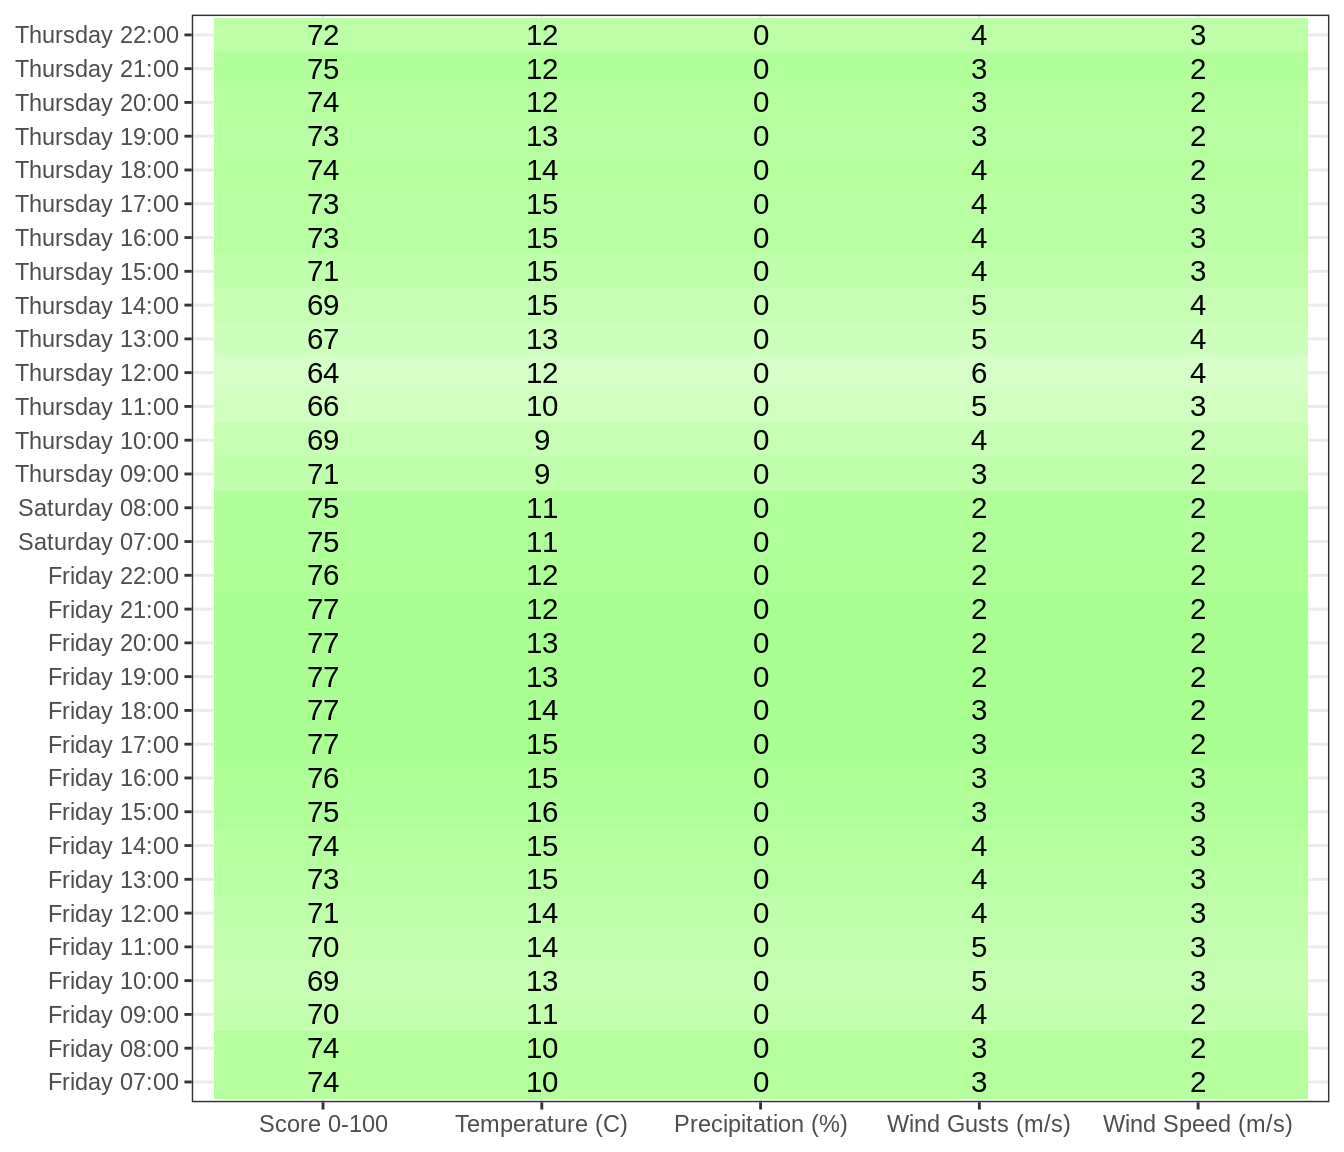 Thursday 22:00 72 12 0 4 3
Thursday 21:00 75 12 0 3 2
Thursday 20:00 74 12 0 3 2
Thursday 19:00 73 13 0 3 2
Thursday 18:00 74 14 0 4 2
Thursday 17:00 73 15 0 4 3
Thursday 16:00 73 15 0 4 3
Thursday 15:00 71 15 0 4 3
Thursday 14:00 69 15 0 5 4
Thursday 13:00 67 13 0 5 4
Thursday 12:00 64 12 0 6 4
Thursday 11:00 66 10 0 5 3
Thursday 10:00 69 9 0 4 2
Thursday 09:00 71 9 0 3 2
Saturday 08:00 75 11 0 2 2
Saturday 07:00 75 11 0 2 2
Friday 22:00 76 12 0 2 2
Friday 21:00 77 12 0 2 2
Friday 20:00 77 13 0 2 2
Friday 19:00 77 13 0 2 2
Friday 18:00 77 14 0 3 2
Friday 17:00 77 15 0 3 2
Friday 16:00 76 15 0 3 3
Friday 15:00 75 16 0 3 3
Friday 14:00 74 15 0 4 3
Friday 13:00 73 15 0 4 3
Friday 12:00 71 14 0 4 3
Friday 11:00 70 14 0 5 3
Friday 10:00 69 13 0 5 3
Friday 09:00 70 11 0 4 2
Friday 08:00 74 10 0 3 2
Friday 07:00 74 10 0 3 2
Score 0-100 Temperature (C) Precipitation (%) Wind Gusts (m/s) Wind Speed (m/s)